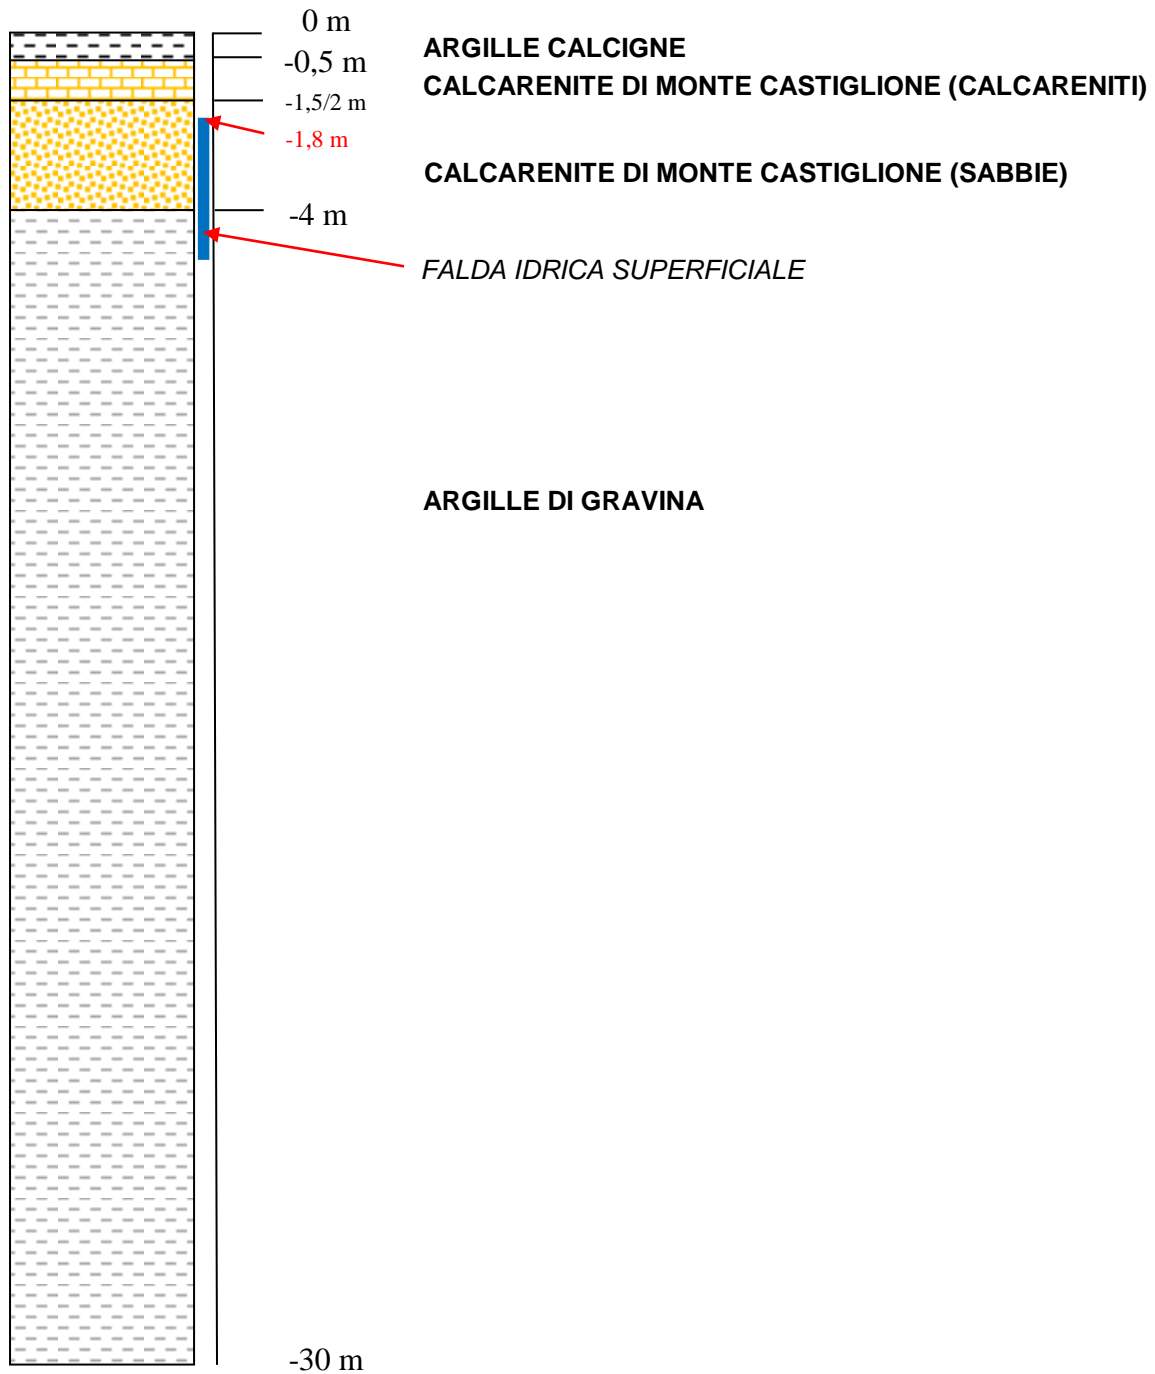 0 m
ARGILLE CALCIGNE
-0,5 m
CALCARENITE DI MONTE CASTIGLIONE (CALCARENITI)
-1,5/2 m
-1,8 m
CALCARENITE DI MONTE CASTIGLIONE (SABBIE)
-4 m
FALDA IDRICA SUPERFICIALE
ARGILLE DI GRAVINA
-30 m